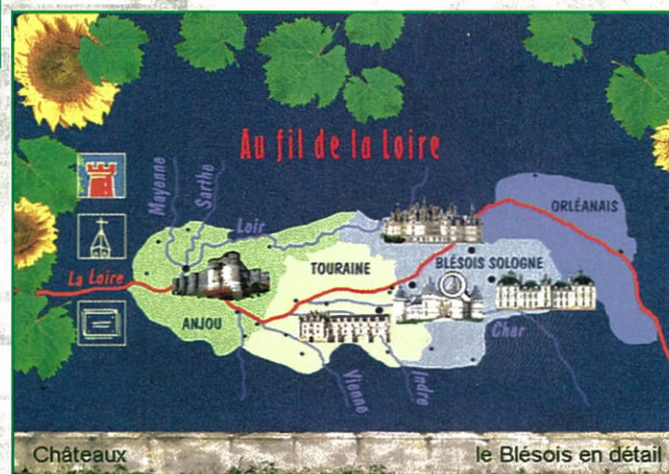 Au fil de la Loire
Mayenne
Sarthe
Loir
ORLÉANAIS
La Loire
TOURAINE
BLÉSOIS SOLOGNE
ANJOU
Cher
Vienne
Indre
Châteaux
le Blésois en détail